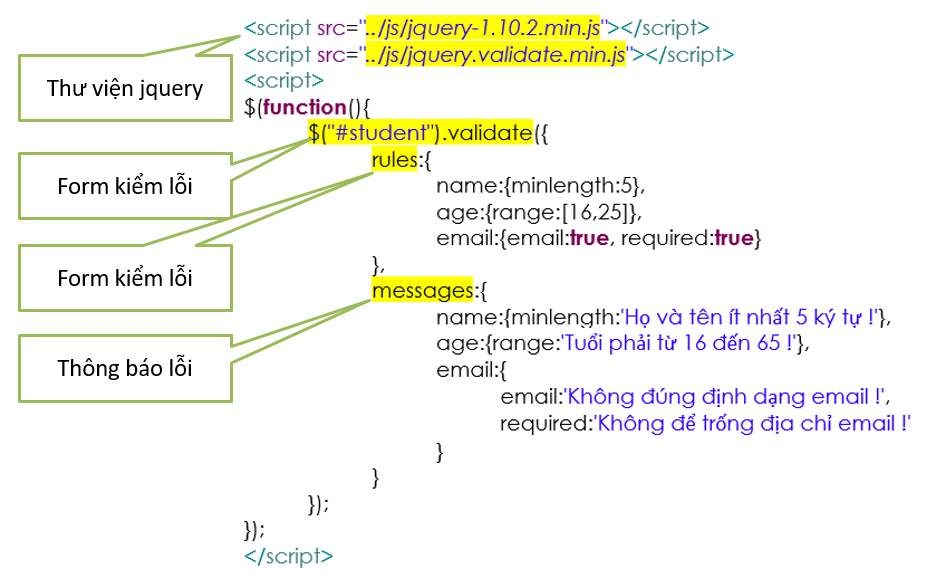 <script src="../js/jquery-1.10.2.min.js"></script>
<script src="../js/jquery.validate.min.js"></script>
<script>
$(function(){
$("#student").validate({
rules:{
name:{minlength:5},
age:{range:[16,25]},
email:{email:true, required:true}
},
messages:{
name:{minlength:'Họ và tên ít nhất 5 ký tự !'},
age:{range:'Tuổi phải từ 16 đến 65 !'},
email:{
email:'Không đúng định dạng email !',
required:'Không để trống địa chỉ email !'
}
}
});
});
</script>
Thư viện jquery
Form kiểm lỗi
Form kiểm lỗi
Thông báo lỗi